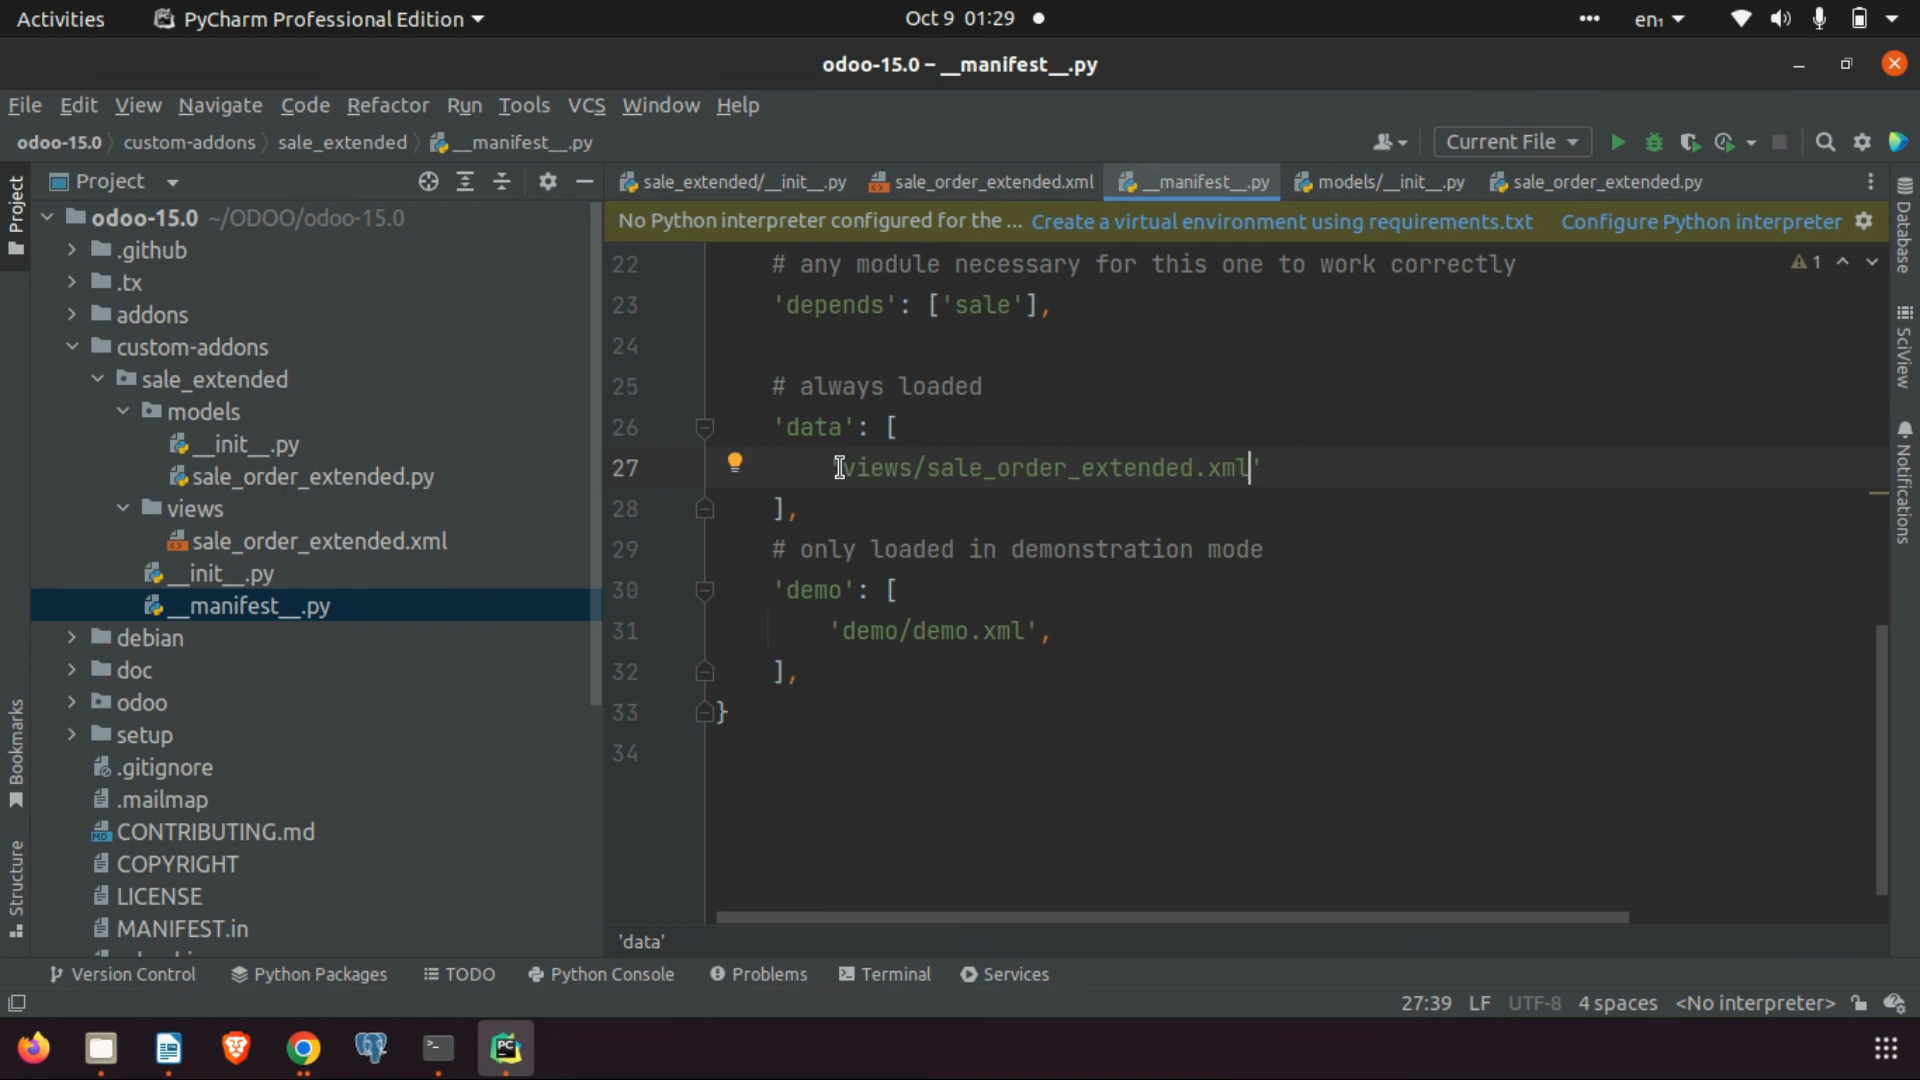 Activities PyCharm Professional Edition Oct 9 01:29 en₁
odoo-15.0 – __manifest__.py
File Edit View Navigate Code Refactor Run Tools VCS Window Help
odoo-15.0 custom-addons sale_extended __manifest__.py Current File
Project
Project
Bookmarks
Structure
odoo-15.0 ~/ODOO/odoo-15.0
.github
.tx
addons
custom-addons
sale_extended
models
__init__.py
sale_order_extended.py
views
sale_order_extended.xml
__init__.py
__manifest__.py
debian
doc
odoo
setup
.gitignore
.mailmap
CONTRIBUTING.md
COPYRIGHT
LICENSE
MANIFEST.in
sale_extended/__init__.py sale_order_extended.xml __manifest__.py models/__init__.py sale_order_extended.py
No Python interpreter configured for the ... Create a virtual environment using requirements.txt Configure Python interpreter
1
22 # any module necessary for this one to work correctly
23 'depends': ['sale'],
24
25 # always loaded
26 'data': [
27 'views/sale_order_extended.xml'
28 ],
29 # only loaded in demonstration mode
30 'demo': [
31 'demo/demo.xml',
32 ],
33 }
34
'data'
Database
SciView
Notifications
Version Control Python Packages TODO Python Console Problems Terminal Services
27:39 LF UTF-8 4 spaces <No interpreter>